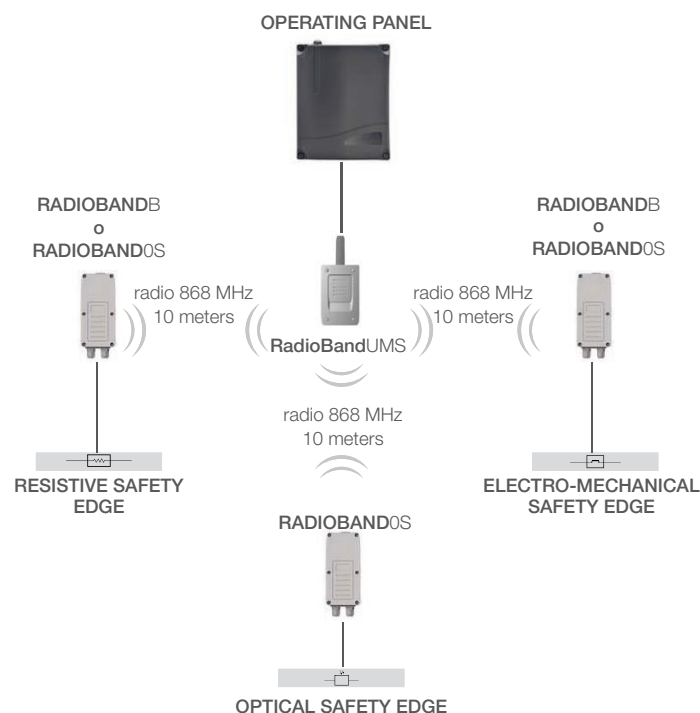 OPERATING PANEL
RADIOBANDB
o
RADIOBAND0S
RADIOBANDB
o
RADIOBAND0S
radio 868 MHz
10 meters
radio 868 MHz
10 meters
RadioBandUMS
radio 868 MHz
10 meters
RESISTIVE SAFETY
EDGE
ELECTRO-MECHANICAL
SAFETY EDGE
RADIOBAND0S
OPTICAL SAFETY EDGE